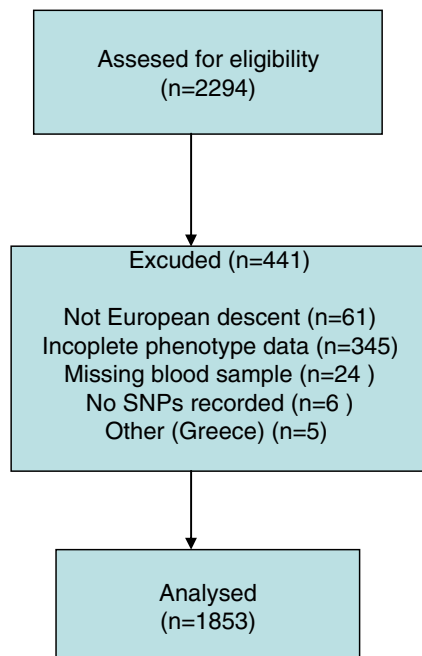 Assesed for eligibility
(n=2294)
Excuded (n=441)
Not European descent (n=61)
Incoplete phenotype data (n=345)
Missing blood sample (n=24 )
No SNPs recorded (n=6 )
Other (Greece) (n=5)
Analysed
(n=1853)